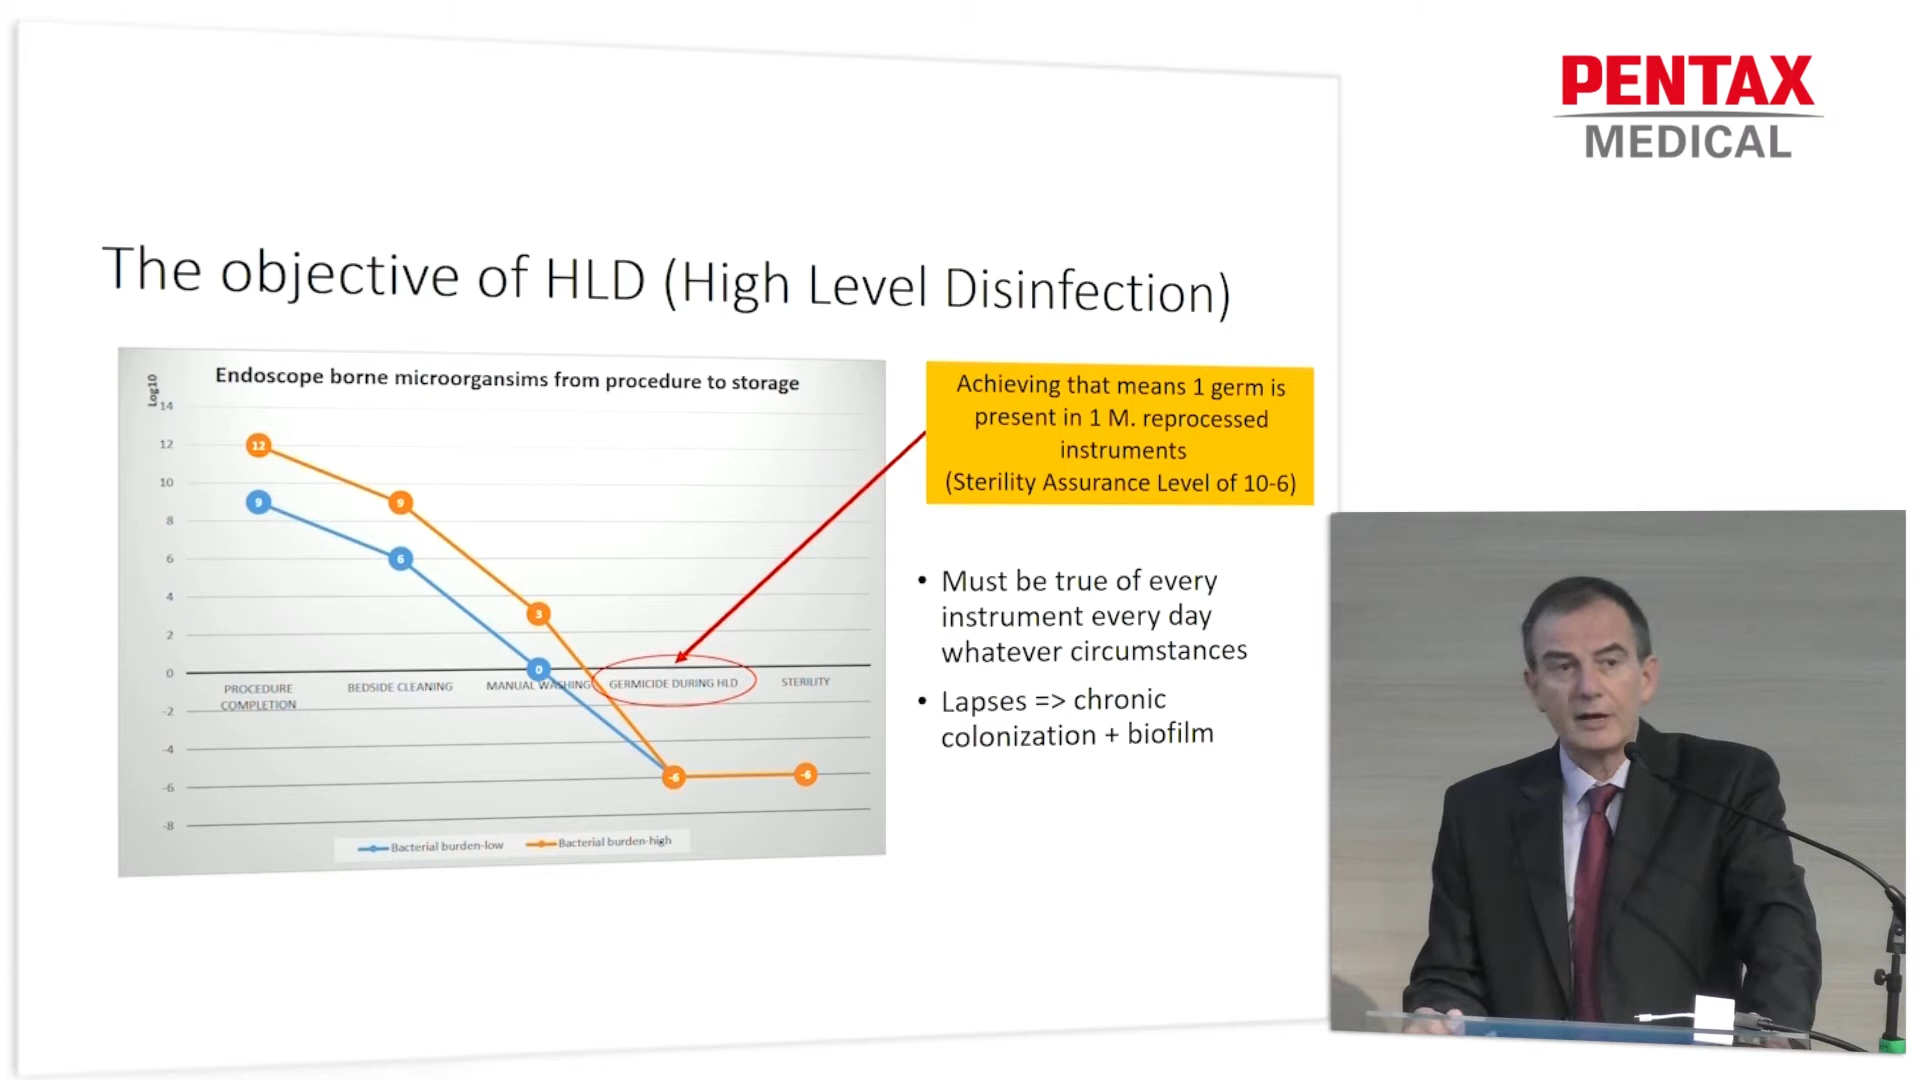 PENTAX
MEDICAL
The objective of HLD (High Level Disinfection)
Endoscope borne microorgansims from procedure to storage
Log10
14
12
10
8
6
4
2
0
-2
-4
-6
-8
12
9
9
6
3
0
-6
-6
PROCEDURE
COMPLETION
BEDSIDE CLEANING
MANUAL WASHING
GERMICIDE DURING HLD
STERILITY
Bacterial burden-low
Bacterial burden-high
Achieving that means 1 germ is
present in 1 M. reprocessed
instruments
(Sterility Assurance Level of 10-6)
• Must be true of every
instrument every day
whatever circumstances
• Lapses => chronic
colonization + biofilm